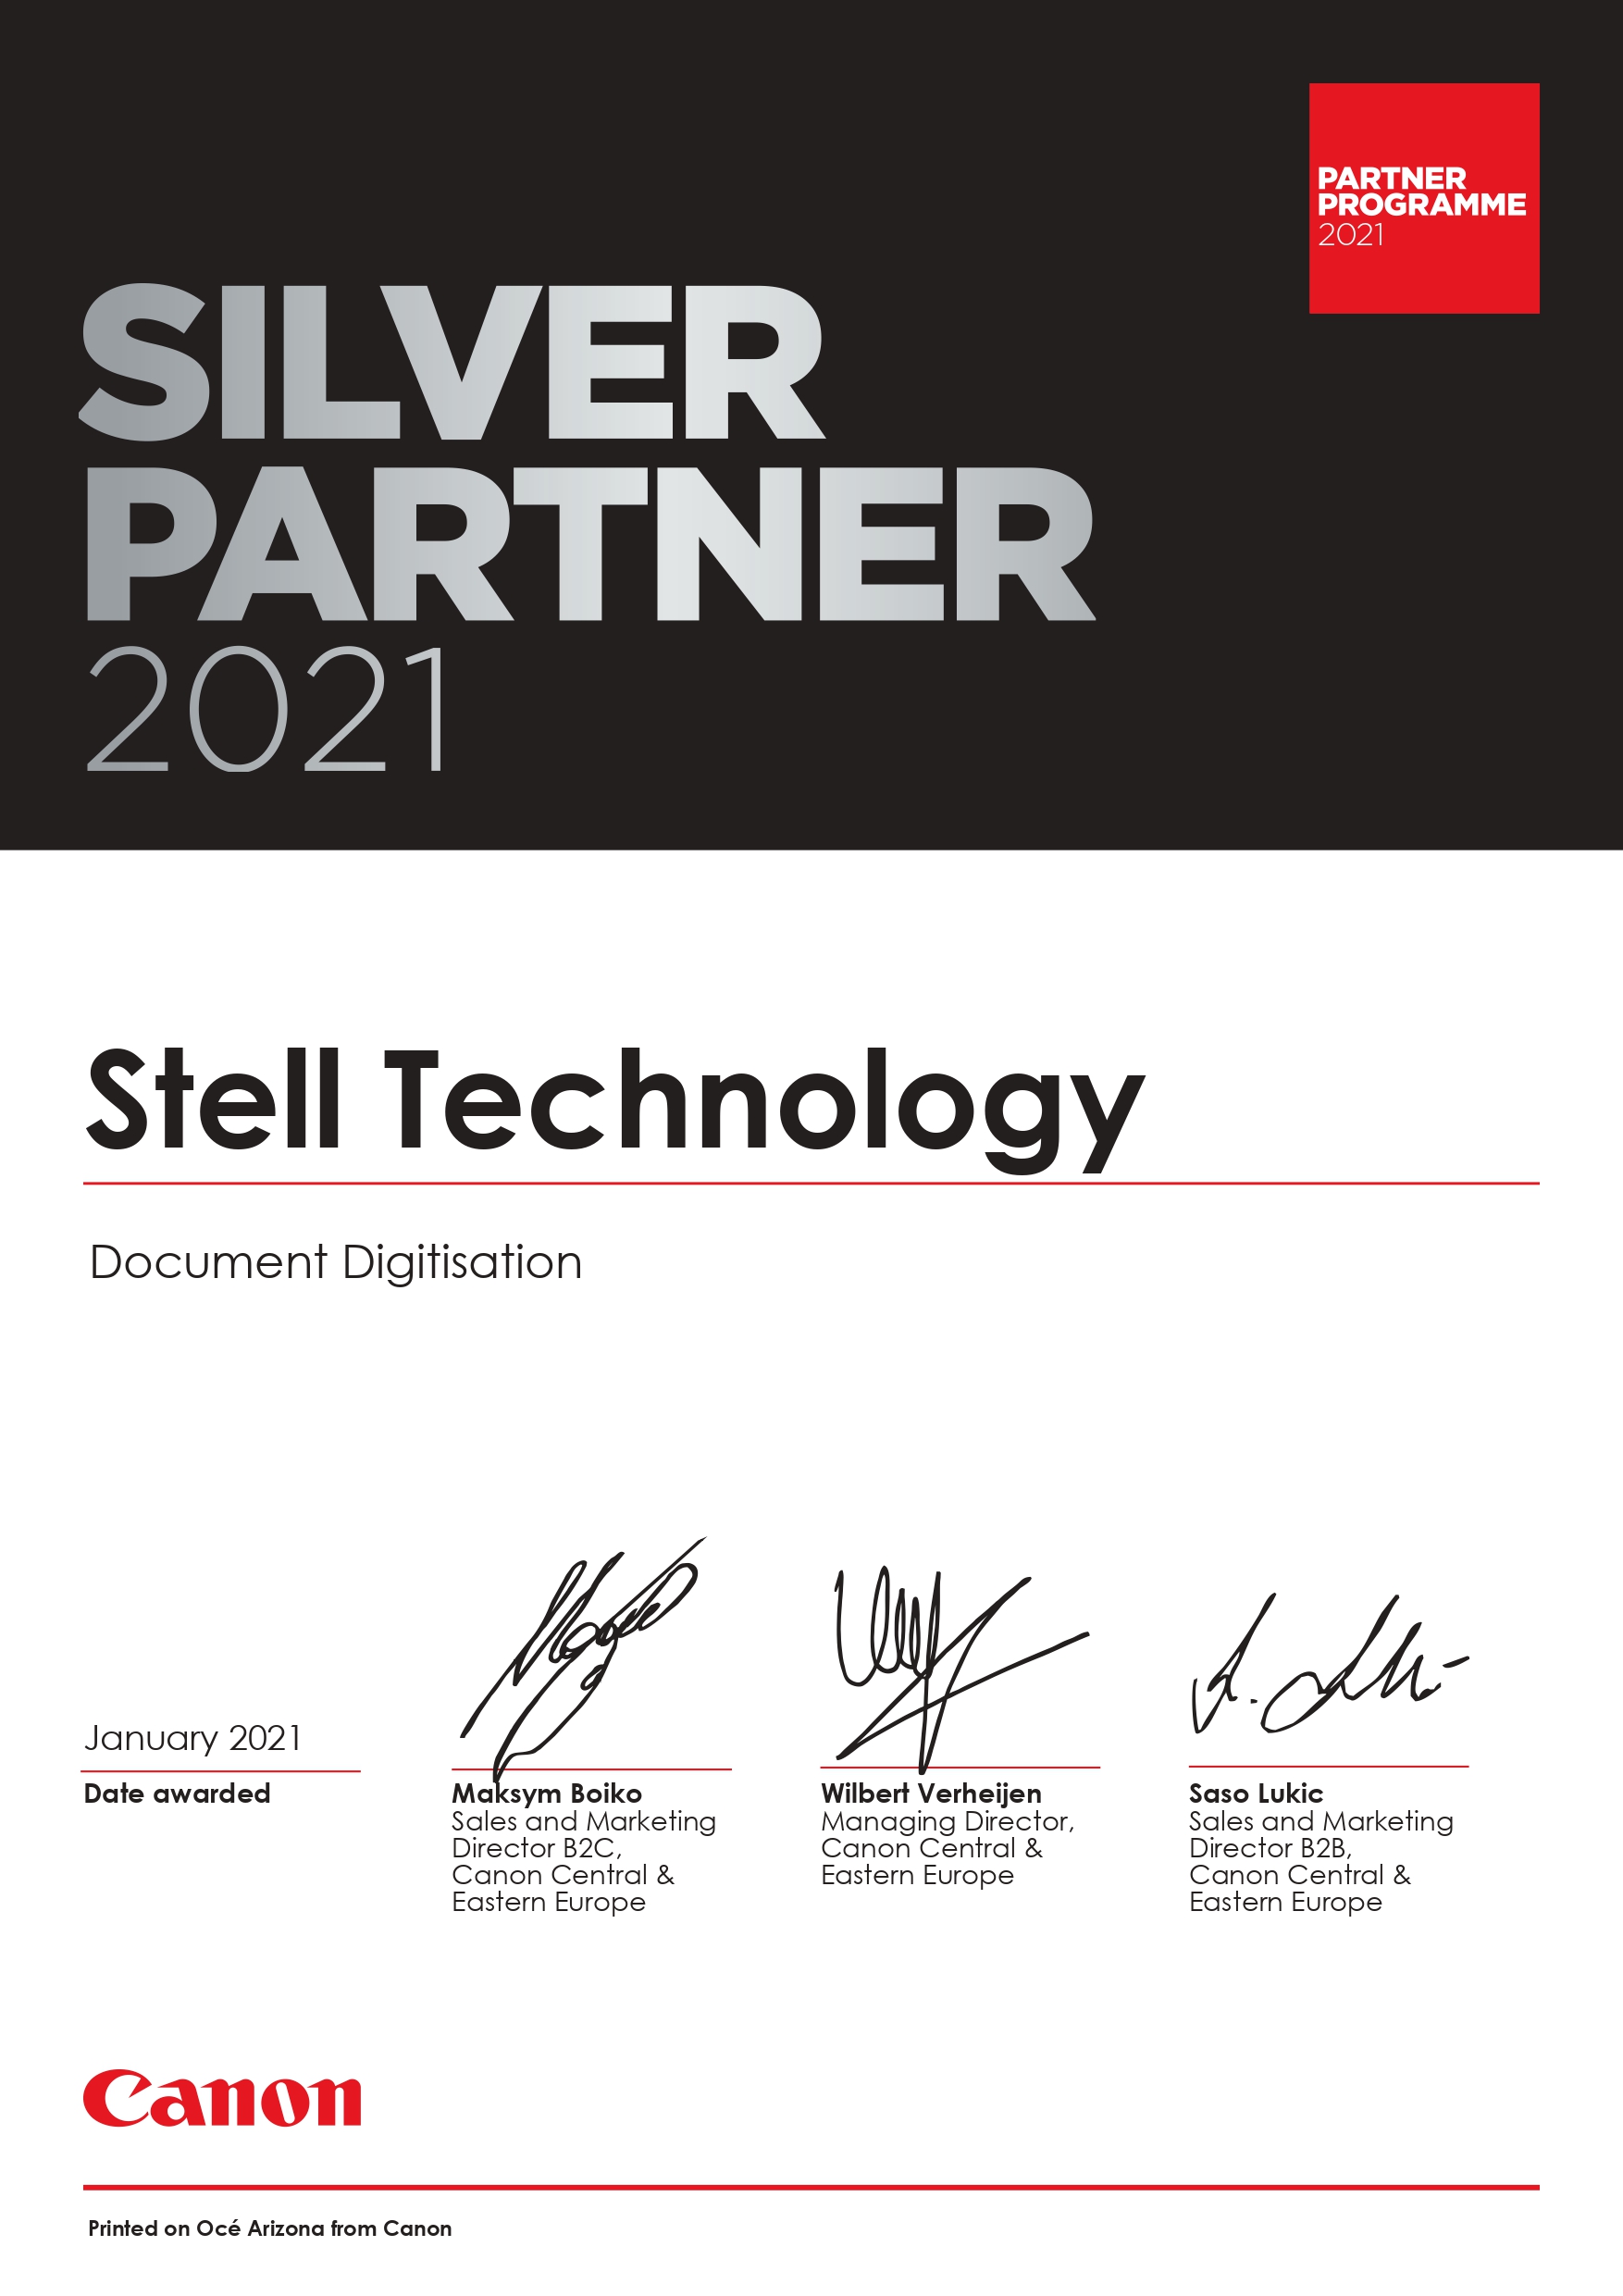 PARTNER
PROGRAMME
2021
SILVER
PARTNER
2021
Stell Technology
Document Digitisation
January 2021
Date awarded
Maksym Boiko
Sales and Marketing
Director B2C,
Canon Central &
Eastern Europe
Wilbert Verheijen
Managing Director,
Canon Central &
Eastern Europe
Saso Lukic
Sales and Marketing
Director B2B,
Canon Central &
Eastern Europe
Canon
Printed on Océ Arizona from Canon